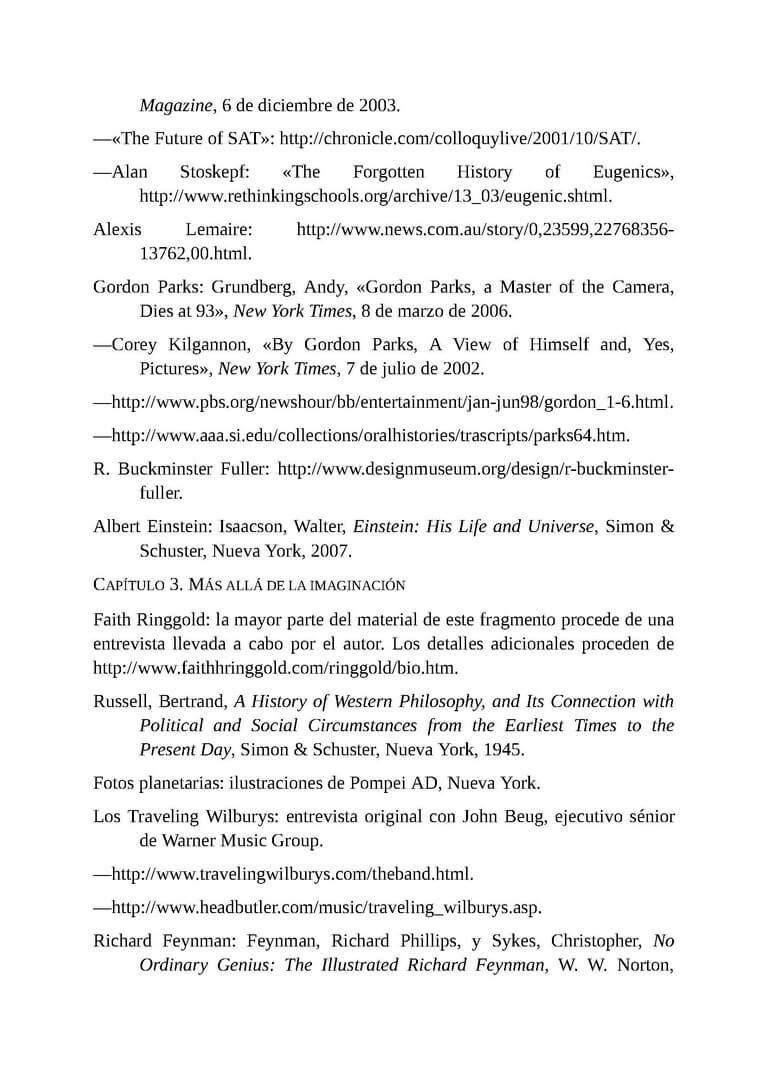 Magazine, 6 de diciembre de 2003.
—«The Future of SAT»: http://chronicle.com/colloquylive/2001/10/SAT/.
—Alan Stoskepf: «The Forgotten History of Eugenics»,
http://www.rethinkingschools.org/archive/13_03/eugenic.shtml.
Alexis Lemaire: http://www.news.com.au/story/0,23599,22768356-
13762,00.html.
Gordon Parks: Grundberg, Andy, «Gordon Parks, a Master of the Camera,
Dies at 93», New York Times, 8 de marzo de 2006.
—Corey Kilgannon, «By Gordon Parks, A View of Himself and, Yes,
Pictures», New York Times, 7 de julio de 2002.
—http://www.pbs.org/newshour/bb/entertainment/jan-jun98/gordon_1-6.html.
—http://www.aaa.si.edu/collections/oralhistories/trascripts/parks64.htm.
R. Buckminster Fuller: http://www.designmuseum.org/design/r-buckminster-
fuller.
Albert Einstein: Isaacson, Walter, Einstein: His Life and Universe, Simon &
Schuster, Nueva York, 2007.
CAPÍTULO 3. MÁS ALLÁ DE LA IMAGINACIÓN
Faith Ringgold: la mayor parte del material de este fragmento procede de una
entrevista llevada a cabo por el autor. Los detalles adicionales proceden de
http://www.faithhringgold.com/ringgold/bio.htm.
Russell, Bertrand, A History of Western Philosophy, and Its Connection with
Political and Social Circumstances from the Earliest Times to the
Present Day, Simon & Schuster, Nueva York, 1945.
Fotos planetarias: ilustraciones de Pompei AD, Nueva York.
Los Traveling Wilburys: entrevista original con John Beug, ejecutivo sénior
de Warner Music Group.
—http://www.travelingwilburys.com/theband.html.
—http://www.headbutler.com/music/traveling_wilburys.asp.
Richard Feynman: Feynman, Richard Phillips, y Sykes, Christopher, No
Ordinary Genius: The Illustrated Richard Feynman, W. W. Norton,